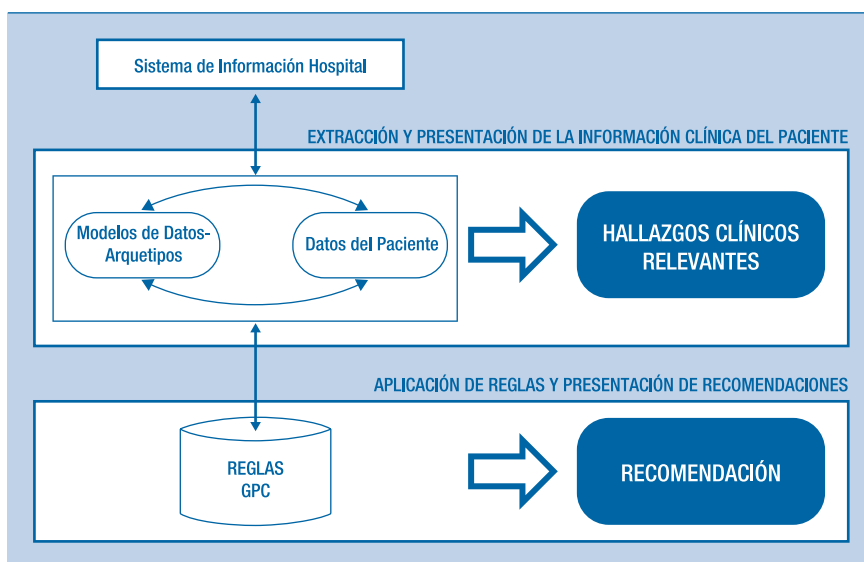 Sistema de Información Hospital
EXTRACCIÓN Y PRESENTACIÓN DE LA INFORMACIÓN CLÍNICA DEL PACIENTE
Modelos de Datos-
Arquetipos
Datos del Paciente
HALLAZGOS CLÍNICOS
RELEVANTES
APLICACIÓN DE REGLAS Y PRESENTACIÓN DE RECOMENDACIONES
REGLAS
GPC
RECOMENDACIÓN